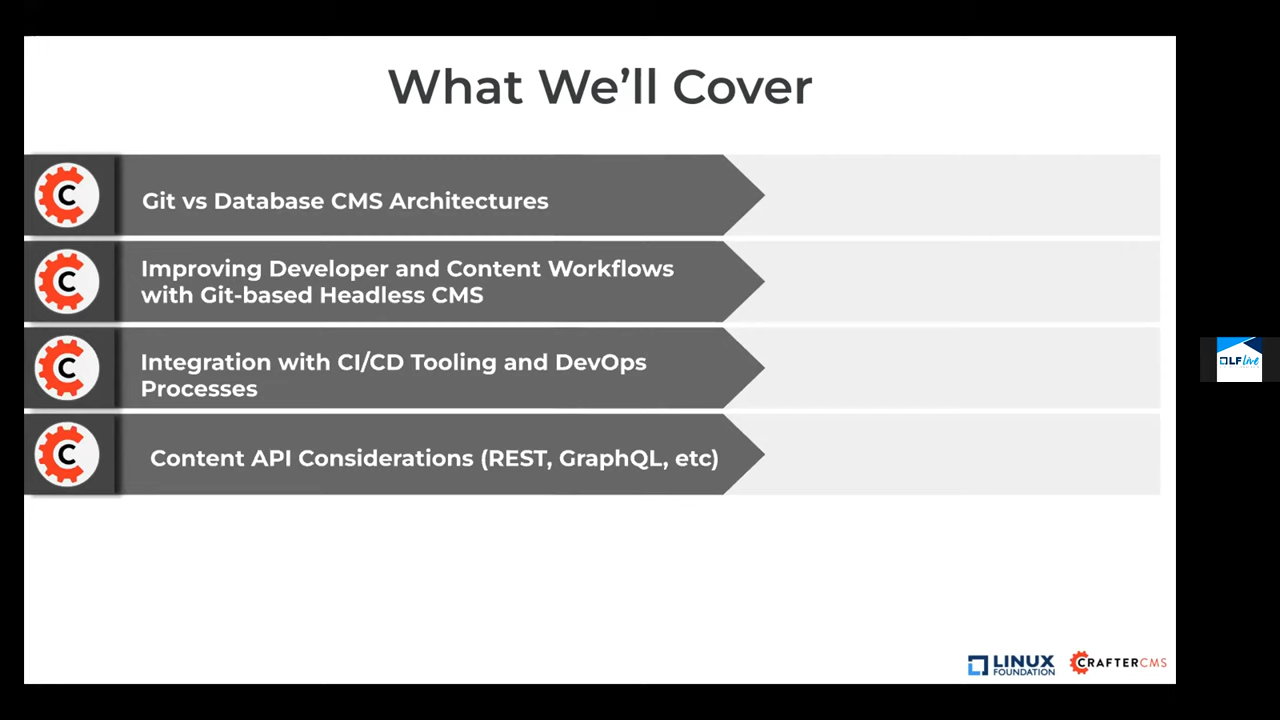 What We'll Cover
C
Git vs Database CMS Architectures
C
Improving Developer and Content Workflows
with Git-based Headless CMS
C
Integration with CI/CD Tooling and DevOps
Processes
C
Content API Considerations (REST, GraphQL, etc)
LF live
LINUX
FOUNDATION
CRAFTERCMS